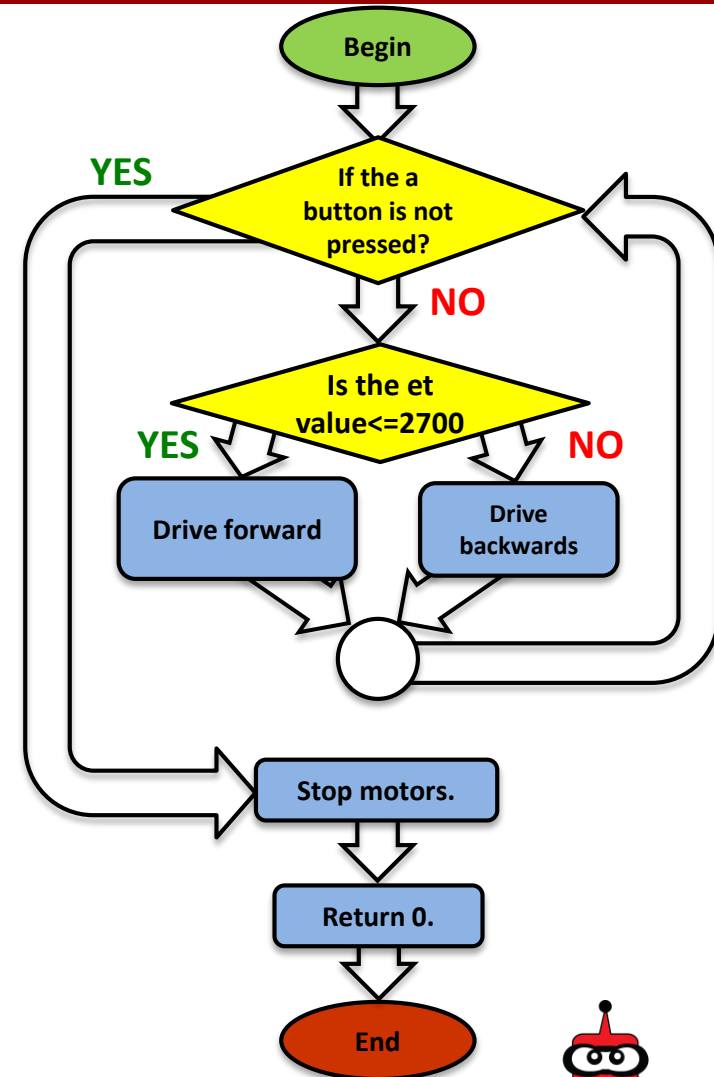 Begin
YES
If the a
button is not
pressed?
NO
Is the et
value<=2700
YES
NO
Drive forward
Drive
backwards
Stop motors.
Return 0.
End